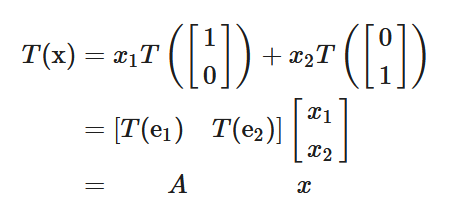 T(x) = x₁T([1 0]) + x₂T([0 1])
= [T(e₁) T(e₂)] [x₁ x₂]
= A x